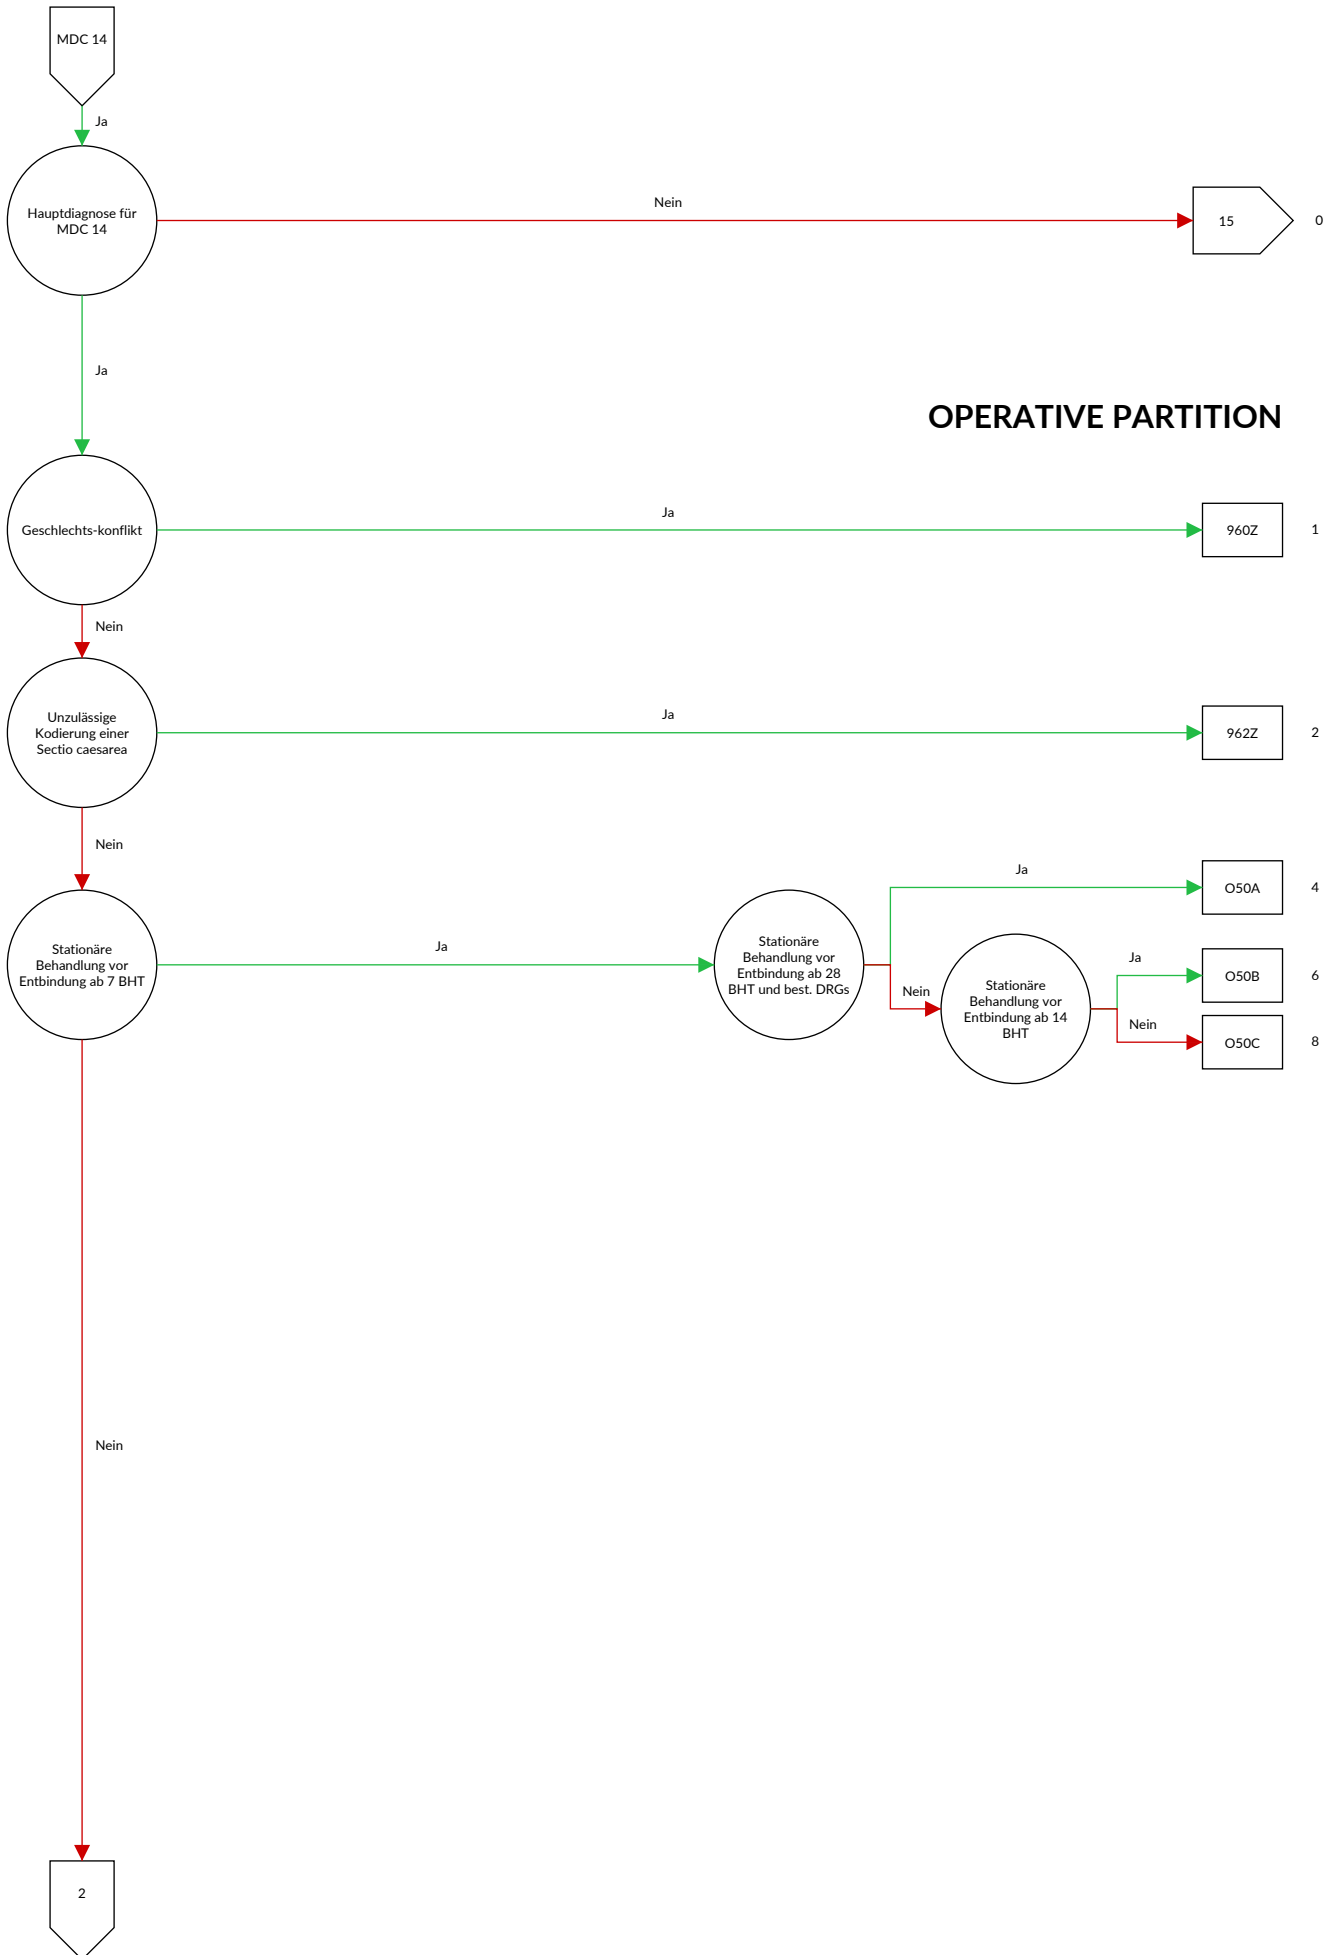 MDC 14
Ja
Hauptdiagnose für
MDC 14
Nein
15
0
Ja
OPERATIVE PARTITION
Geschlechts-konflikt
Ja
960Z
1
Nein
Unzulässige
Kodierung einer
Sectio caesarea
Ja
962Z
2
Nein
Stationäre
Behandlung vor
Entbindung ab 7 BHT
Ja
Stationäre
Behandlung vor
Entbindung ab 28
BHT und best. DRGs
Ja
O50A
4
Nein
Stationäre
Behandlung vor
Entbindung ab 14
BHT
Ja
O50B
6
Nein
O50C
8
Nein
2